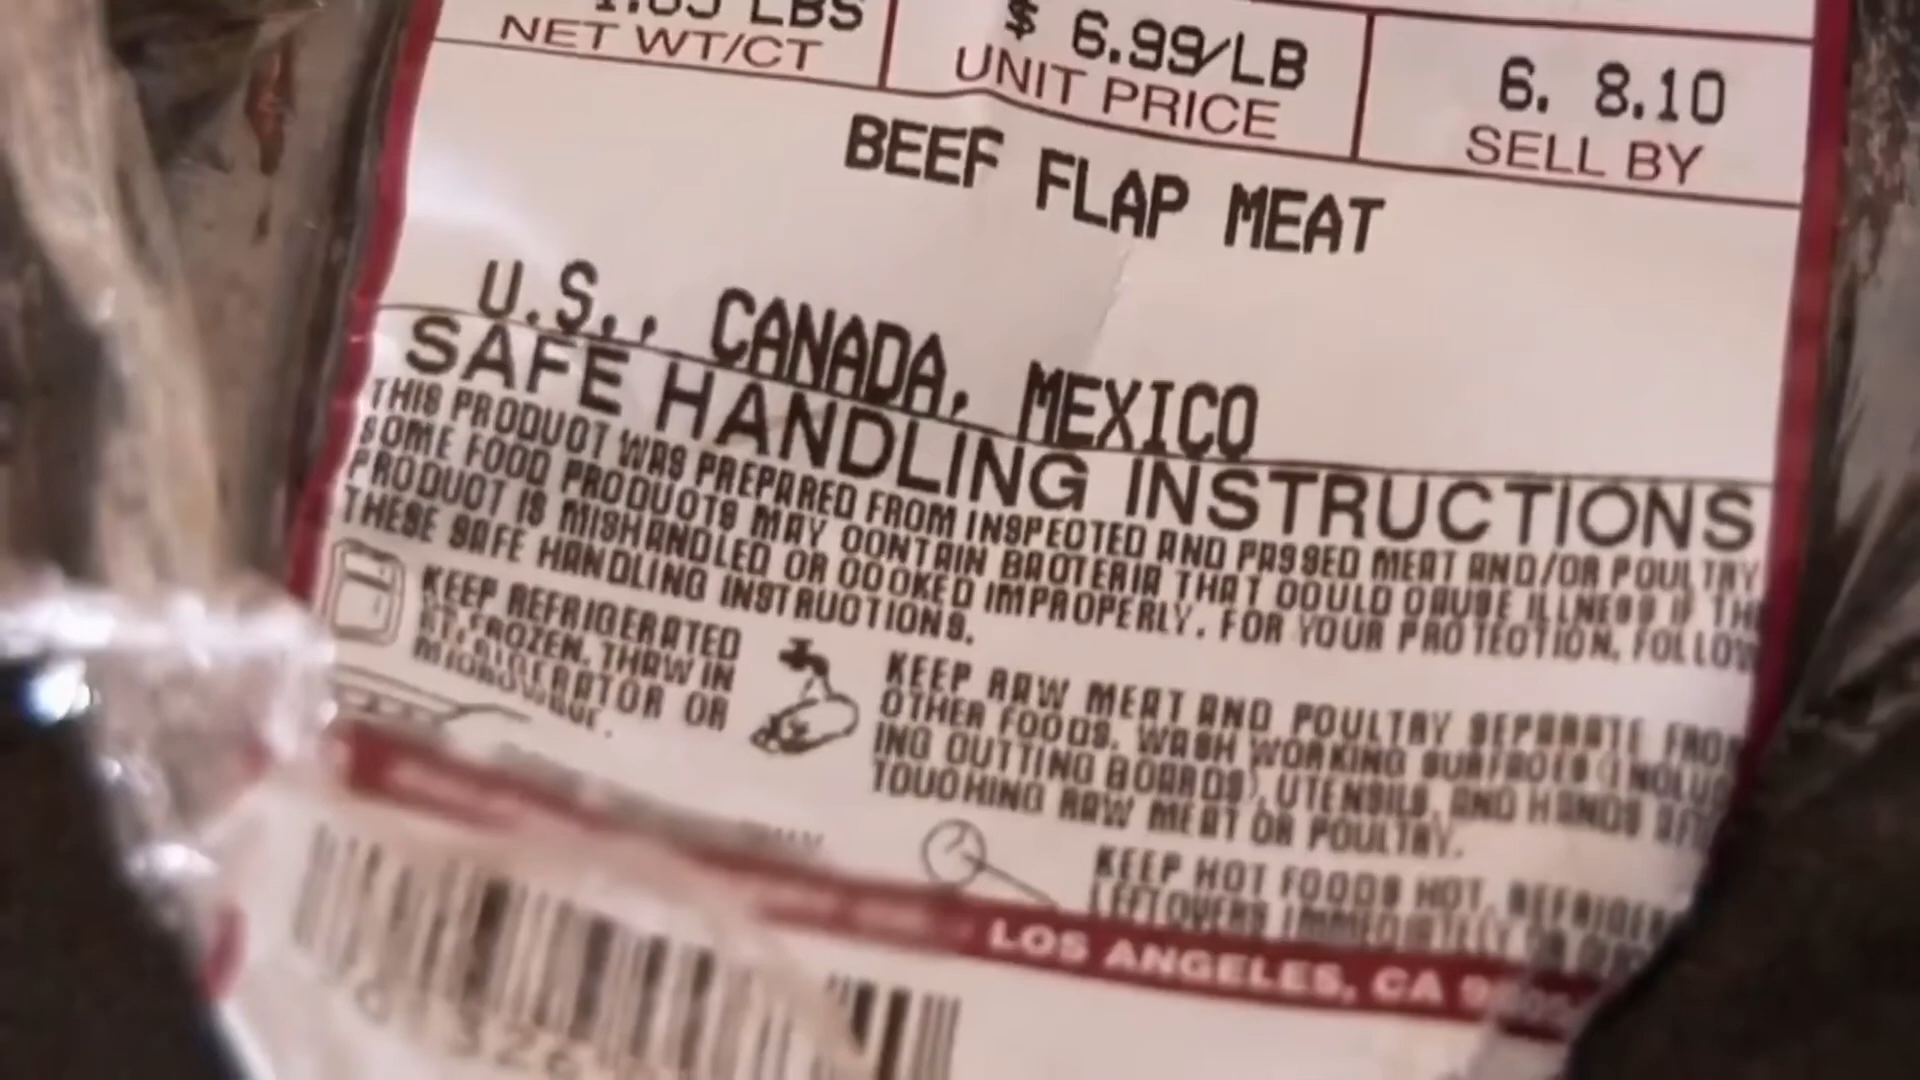 LBS
NET WT/CT
$ 6.99/LB
UNIT PRICE
6. 8.10
SELL BY
BEEF FLAP MEAT
U.S., CANADA, MEXICO
SAFE HANDLING INSTRUCTIONS
THIS PRODUCT WAS PREPARED FROM INSPECTED AND PASSED MEAT AND/OR POULTRY
SOME FOOD PRODUCTS MAY CONTAIN BACTERIA THAT COULD CAUSE ILLNESS IF TH
PRODUCT IS MISHANDLED OR COOKED IMPROPERLY. FOR YOUR PROTECTION, FOLLOW
THESE SAFE HANDLING INSTRUCTIONS.
KEEP REFRIGERATED
FROZEN. THAW IN
REFRIGERATOR OR
MICROWAVE.
KEEP RAW MEAT AND POULTRY SEPARATE FROM
OTHER FOODS. WASH WORKING SURFACES (INCLUD
ING CUTTING BOARDS), UTENSILS, AND HANDS AFT
TOUCHING RAW MEAT OR POULTRY.
KEEP HOT FOODS HOT. REFRIGER
LEFTOVERS IMMEDIATELY OR
LOS ANGELES, CA